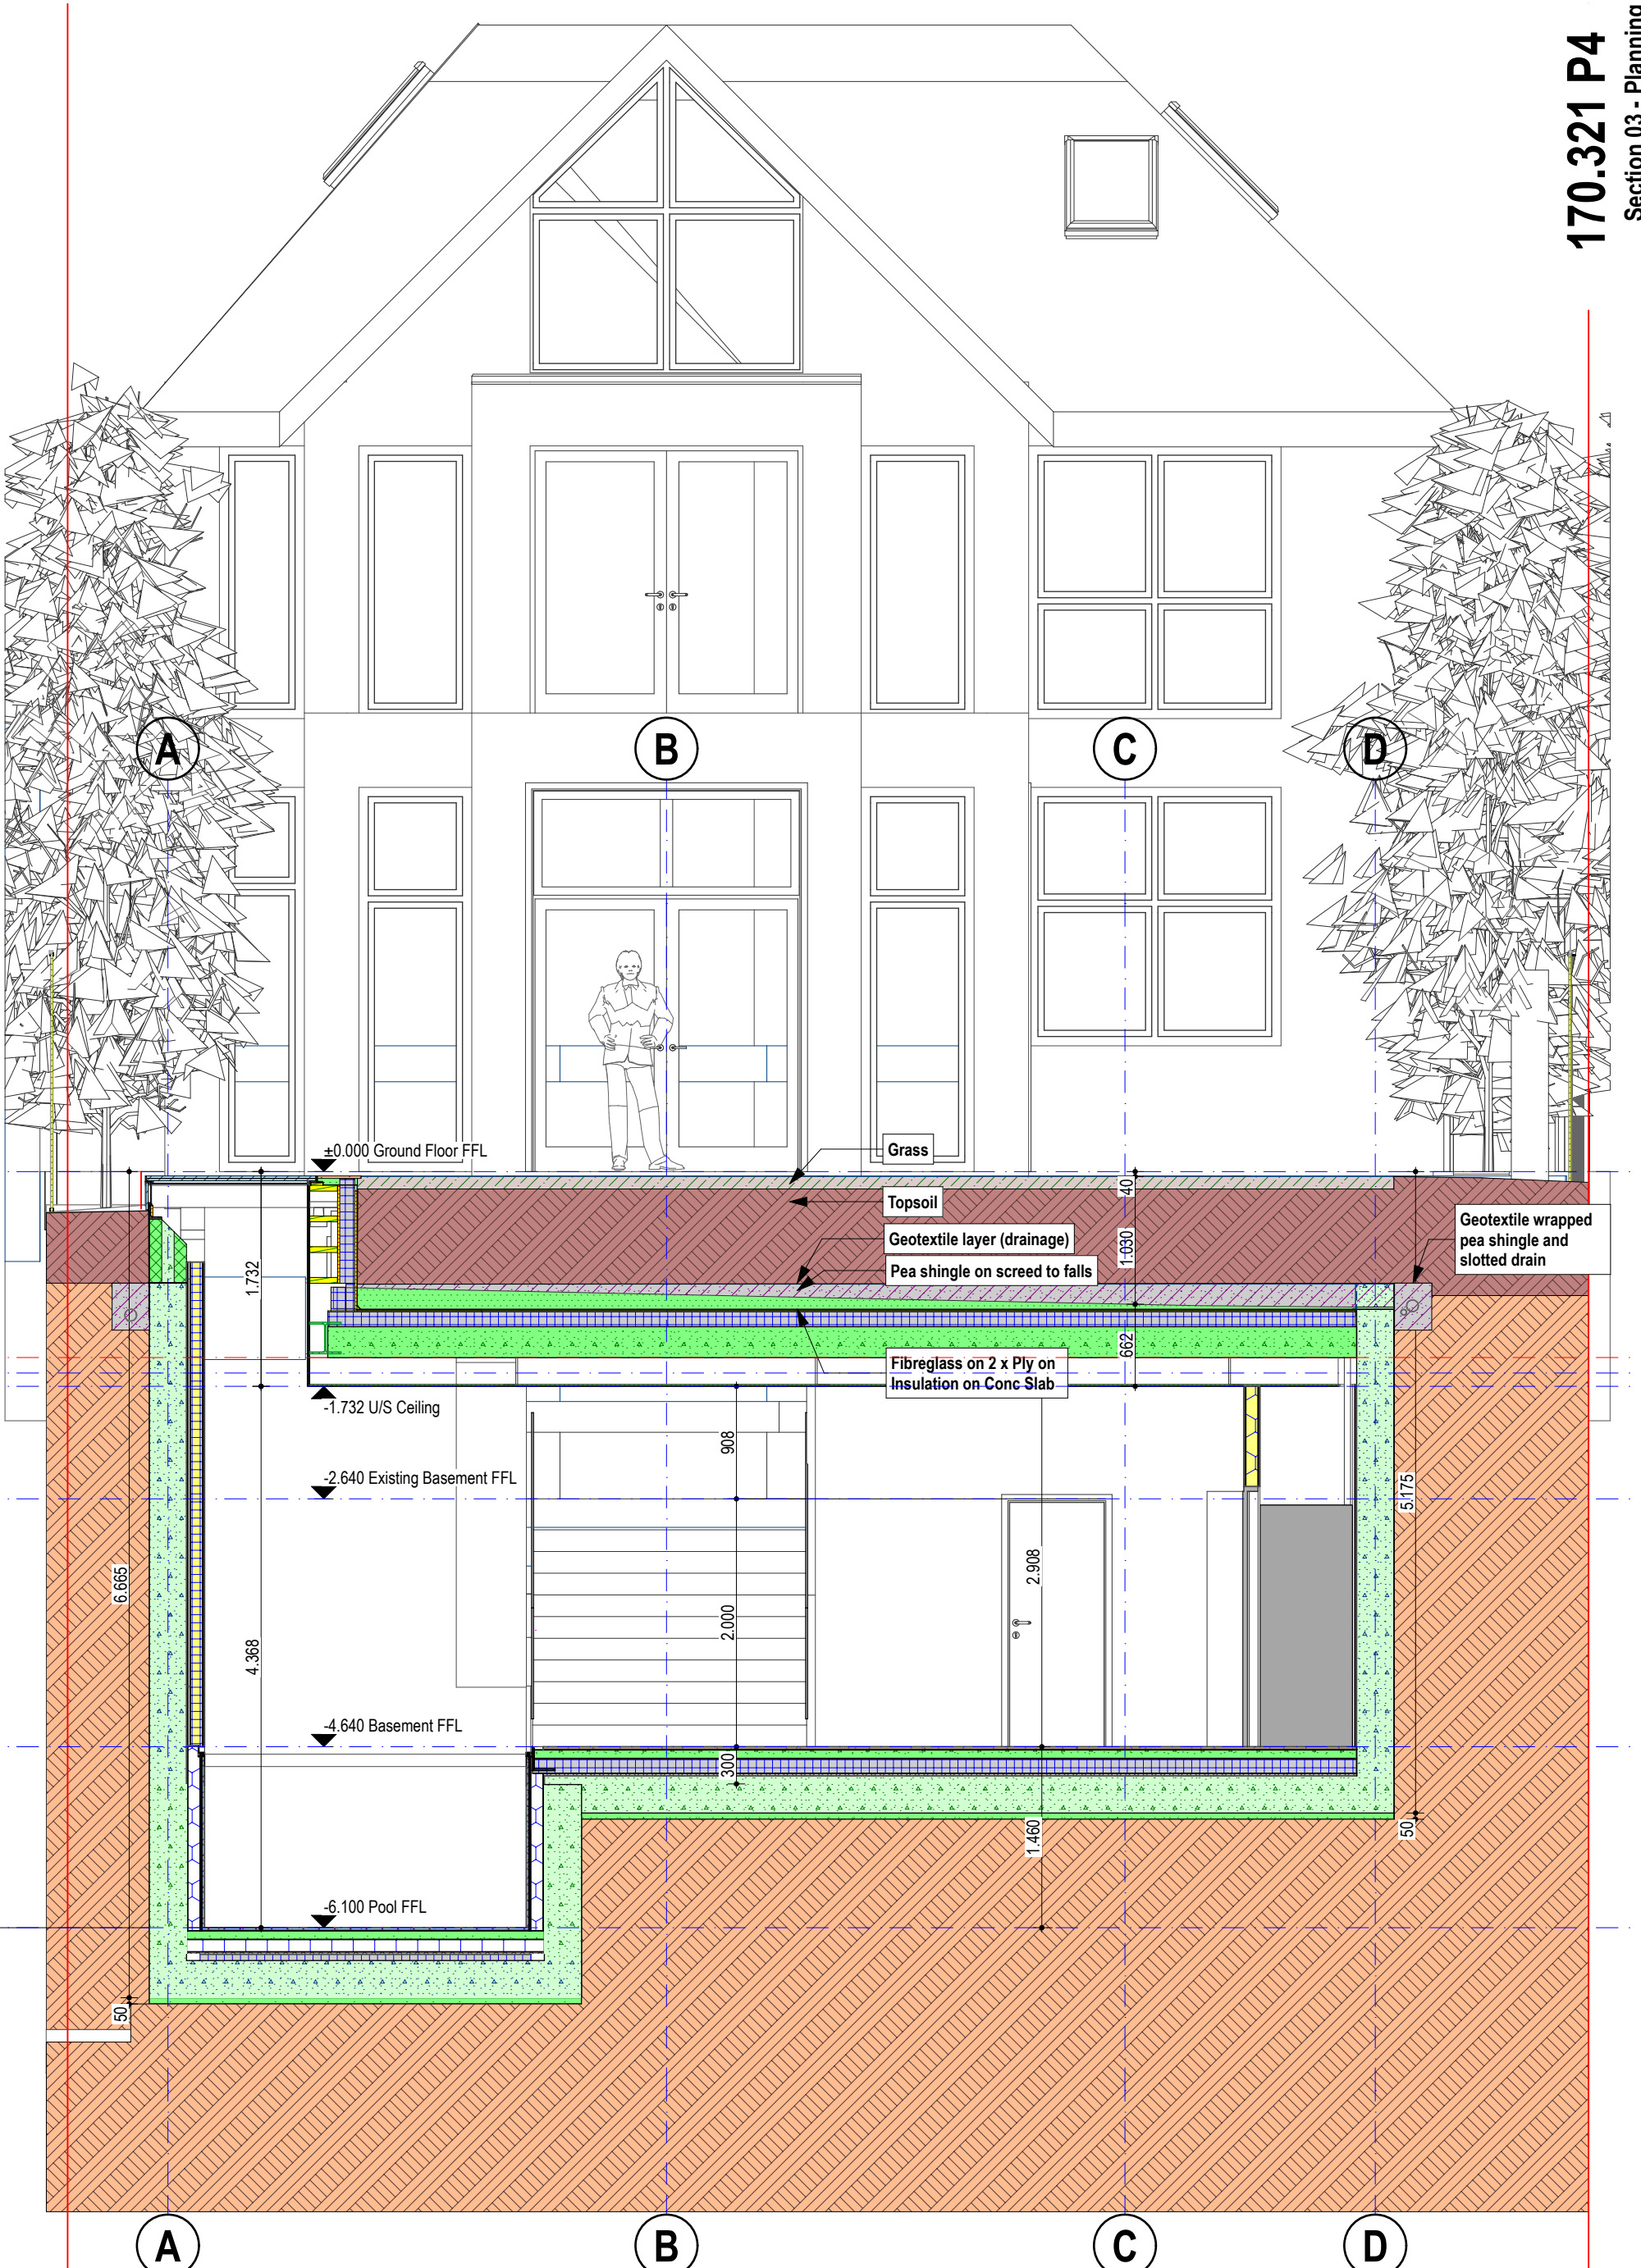 170.321 P4
Section 03 - Planning
A
B
C
D
±0.000 Ground Floor FFL
Grass
40
Topsoil
Geotextile layer (drainage)
1.030
Pea shingle on screed to falls
Geotextile wrapped
pea shingle and
slotted drain
1.732
662
Fibreglass on 2 x Ply on
Insulation on Conc Slab
-1.732 U/S Ceiling
908
-2.640 Existing Basement FFL
5.175
6.665
2.908
2.000
4.368
-4.640 Basement FFL
300
50
1.460
-6.100 Pool FFL
50
A
B
C
D